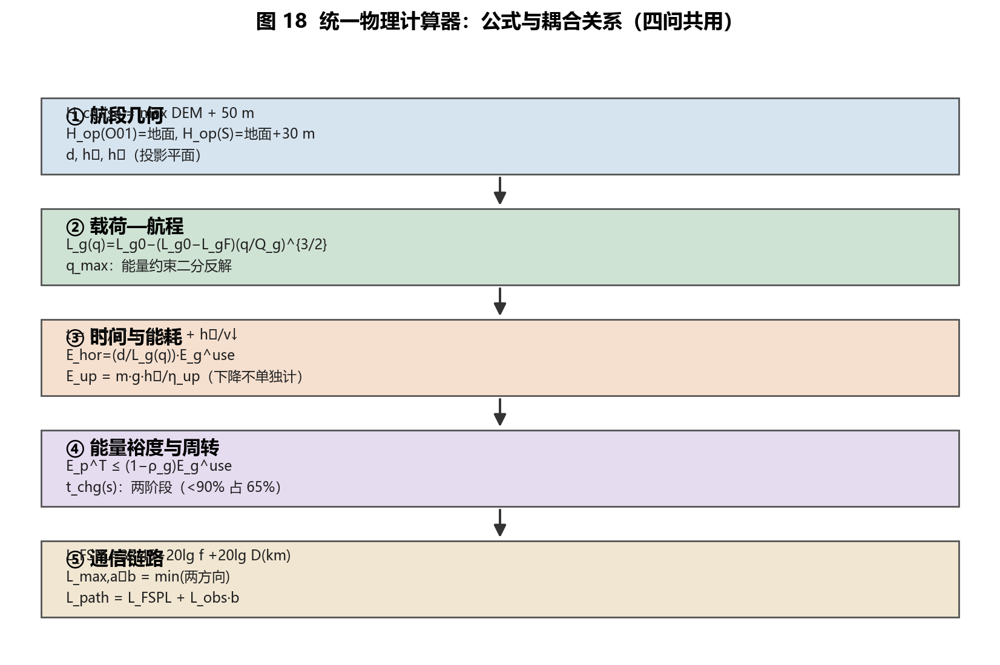 图 18 统一物理计算器：公式与耦合关系（四问共用）
① 航段几何
= max DEM + 50 m
H_op(O01)=地面, H_op(S)=地面+30 m
d, h▯, h▯（投影平面）
② 载荷—航程
L_g(q)=L_g0−(L_g0−L_gF)(q/Q_g)^{3/2}
q_max：能量约束二分反解
③ 时间与能耗
+ h▯/v↓
E_hor=(d/L_g(q))·E_g^use
E_up = m·g·h▯/η_up（下降不单独计）
④ 能量裕度与周转
E_p^T ≤ (1−ρ_g)E_g^use
t_chg(s)：两阶段（<90% 占 65%）
⑤ 通信链路
20lg f +20lg D(km)
L_max,a▯b = min(两方向)
L_path = L_FSPL + L_obs·b